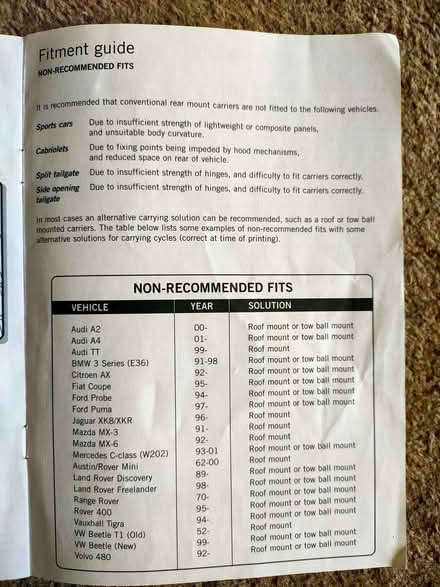 Fitment guide
NON-RECOMMENDED FITS
It is recommended that conventional rear mount carriers are not fitted to the following vehicles.
Sports cars Due to insufficient strength of lightweight or composite panels,
and unsuitable body curvature.
Cabriolets Due to fixing points being impeded by hood mechanisms,
and reduced space on rear of vehicle.
Split tailgate Due to insufficient strength of hinges, and difficulty to fit carriers correctly.
Side opening Due to insufficient strength of hinges, and difficulty to fit carriers correctly.
tailgate
In most cases an alternative carrying solution can be recommended, such as a roof or tow ball
mounted carriers. The table below lists some examples of non-recommended fits with some
alternative solutions for carrying cycles (correct at time of printing).
NON-RECOMMENDED FITS
VEHICLE YEAR SOLUTION
Audi A2 00- Roof mount or tow ball mount
Audi A4 01- Roof mount or tow ball mount
Audi TT 99- Roof mount
BMW 3 Series (E36) 91-98 Roof mount or tow ball mount
Citroen AX 92- Roof mount or tow ball mount
Fiat Coupe 95- Roof mount or tow ball mount
Ford Probe 94- Roof mount or tow ball mount
Ford Puma 97- Roof mount or tow ball mount
Jaguar XK8/XKR 96- Roof mount
Mazda MX-3 91- Roof mount
Mazda MX-6 92- Roof mount
Mercedes C-class (W202) 93-01 Roof mount or tow ball mount
Austin/Rover Mini 62-00 Roof mount
Land Rover Discovery 89- Roof mount or tow ball mount
Land Rover Freelander 98- Roof mount or tow ball mount
Range Rover 70- Roof mount or tow ball mount
Rover 400 95- Roof mount or tow ball mount
Vauxhall Tigra 94- Roof mount or tow ball mount
VW Beetle T1 (Old) 52- Roof mount
VW Beetle (New) 99- Roof mount or tow ball mount
Volvo 480 92- Roof mount or tow ball mount